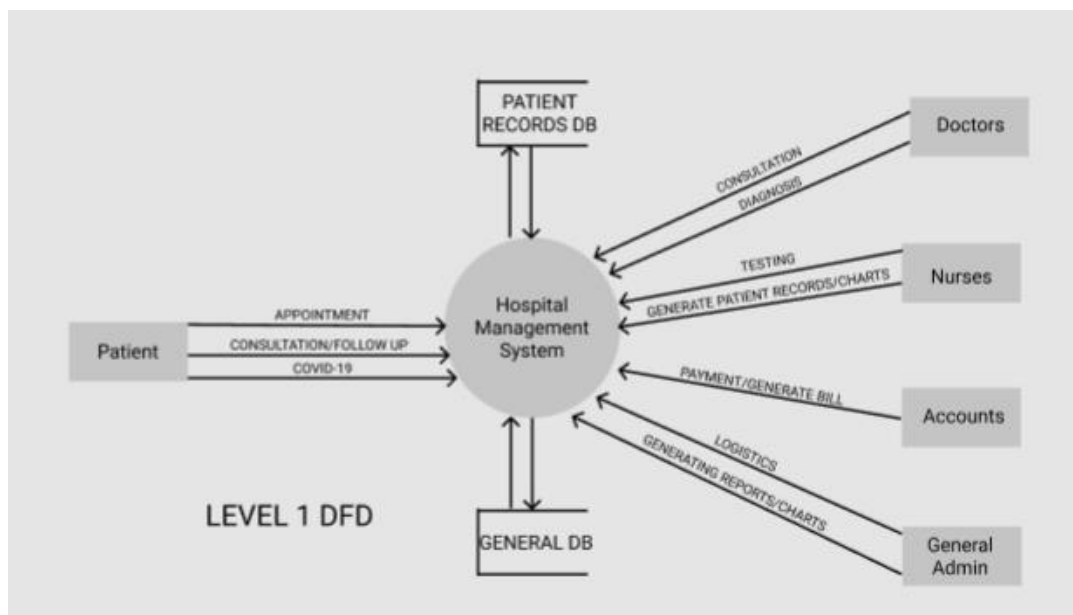 PATIENT
RECORDS DB
Doctors
CONSULTATION
DIAGNOSIS
TESTING
GENERATE PATIENT RECORDS/CHARTS
Nurses
Hospital
Management
System
APPOINTMENT
CONSULTATION/FOLLOW UP
COVID-19
Patient
PAYMENT/GENERATE BILL
Accounts
LOGISTICS
GENERATING REPORTS/CHARTS
LEVEL 1 DFD
GENERAL DB
General
Admin